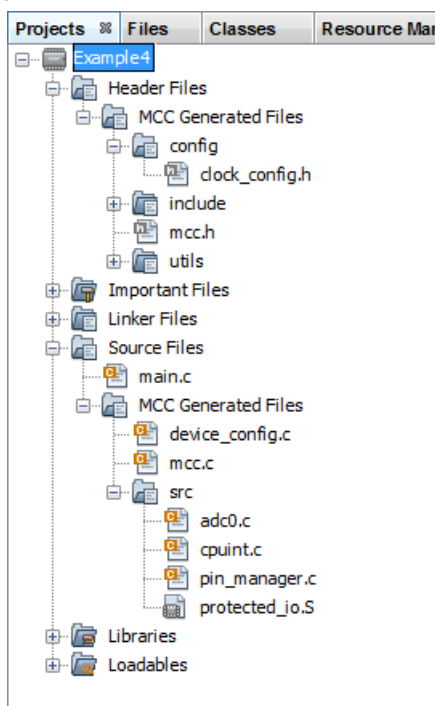 Projects Files Classes Resource Mar
Example4
Header Files
MCC Generated Files
config
clock_config.h
include
mcc.h
utils
Important Files
Linker Files
Source Files
main.c
MCC Generated Files
device_config.c
mcc.c
src
adc0.c
cpuint.c
pin_manager.c
protected_io.S
Libraries
Loadables